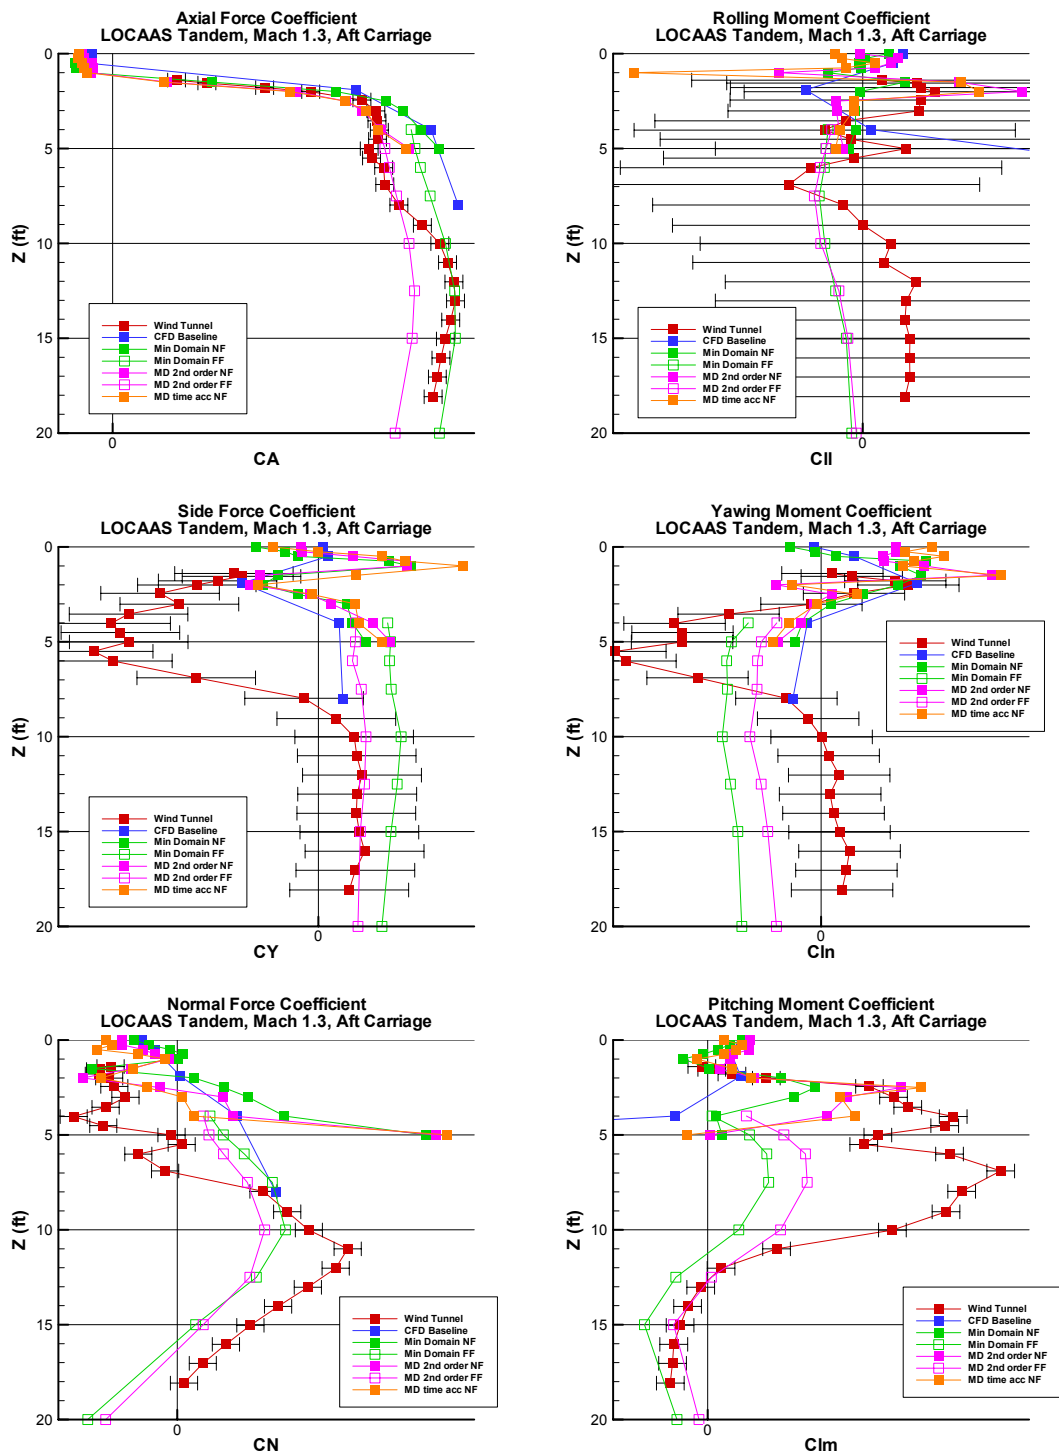 Axial Force Coefficient
LOCAAS Tandem, Mach 1.3, Aft Carriage
0
5
10
15
20
Z (ft)
Wind Tunnel
CFD Baseline
Min Domain NF
Min Domain FF
MD 2nd order NF
MD 2nd order FF
MD time acc NF
0
CA
Rolling Moment Coefficient
LOCAAS Tandem, Mach 1.3, Aft Carriage
0
5
10
15
20
Z (ft)
Wind Tunnel
CFD Baseline
Min Domain NF
Min Domain FF
MD 2nd order NF
MD 2nd order FF
MD time acc NF
0
Cll
Side Force Coefficient
LOCAAS Tandem, Mach 1.3, Aft Carriage
0
5
10
15
20
Z (ft)
Wind Tunnel
CFD Baseline
Min Domain NF
Min Domain FF
MD 2nd order NF
MD 2nd order FF
MD time acc NF
0
CY
Yawing Moment Coefficient
LOCAAS Tandem, Mach 1.3, Aft Carriage
0
5
10
15
20
Z (ft)
Wind Tunnel
CFD Baseline
Min Domain NF
Min Domain FF
MD 2nd order NF
MD 2nd order FF
MD time acc NF
0
Cln
Normal Force Coefficient
LOCAAS Tandem, Mach 1.3, Aft Carriage
0
5
10
15
20
Z (ft)
Wind Tunnel
CFD Baseline
Min Domain NF
Min Domain FF
MD 2nd order NF
MD 2nd order FF
MD time acc NF
0
CN
Pitching Moment Coefficient
LOCAAS Tandem, Mach 1.3, Aft Carriage
0
5
10
15
20
Z (ft)
Wind Tunnel
CFD Baseline
Min Domain NF
Min Domain FF
MD 2nd order NF
MD 2nd order FF
MD time acc NF
0
Clm